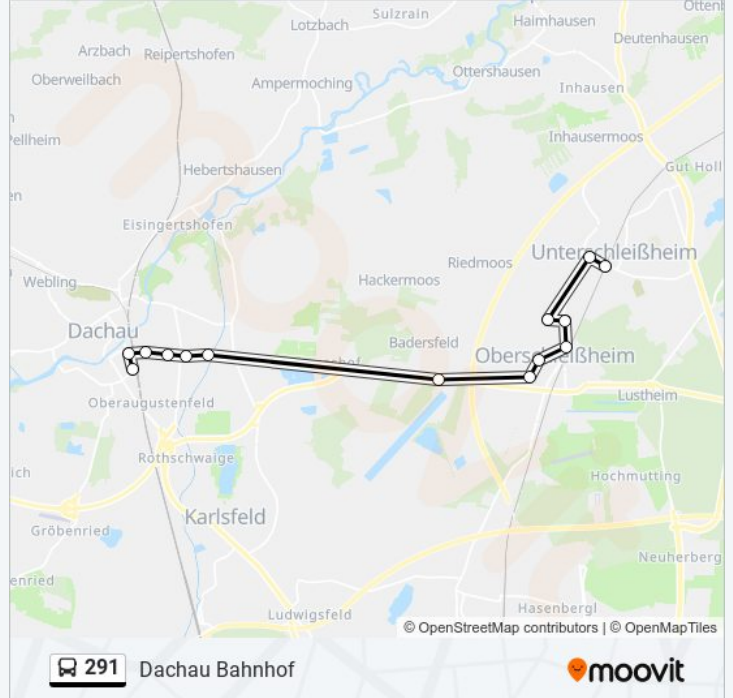 Sulzrain
Lotzbach
Haimhausen
Deutenhausen
Arzbach
Reipertshofen
Oberweilbach
Ampermoching
Ottershausen
Inhausen
Pellheim
Inhausermoos
Hebertshausen
Gut Holl
Eisingertshofen
Unterschleißheim
Riedmoos
Webling
Hackermoos
Dachau
Badersfeld
Oberschleißheim
Oberaugustenfeld
Lustheim
Rothschwaige
Hochmutting
Karlsfeld
Gröbenried
Neuherberg
enried
Hasenbergl
Ludwigsfeld
© OpenStreetMap contributors | © OpenMapTiles
291 Dachau Bahnhof
moovit